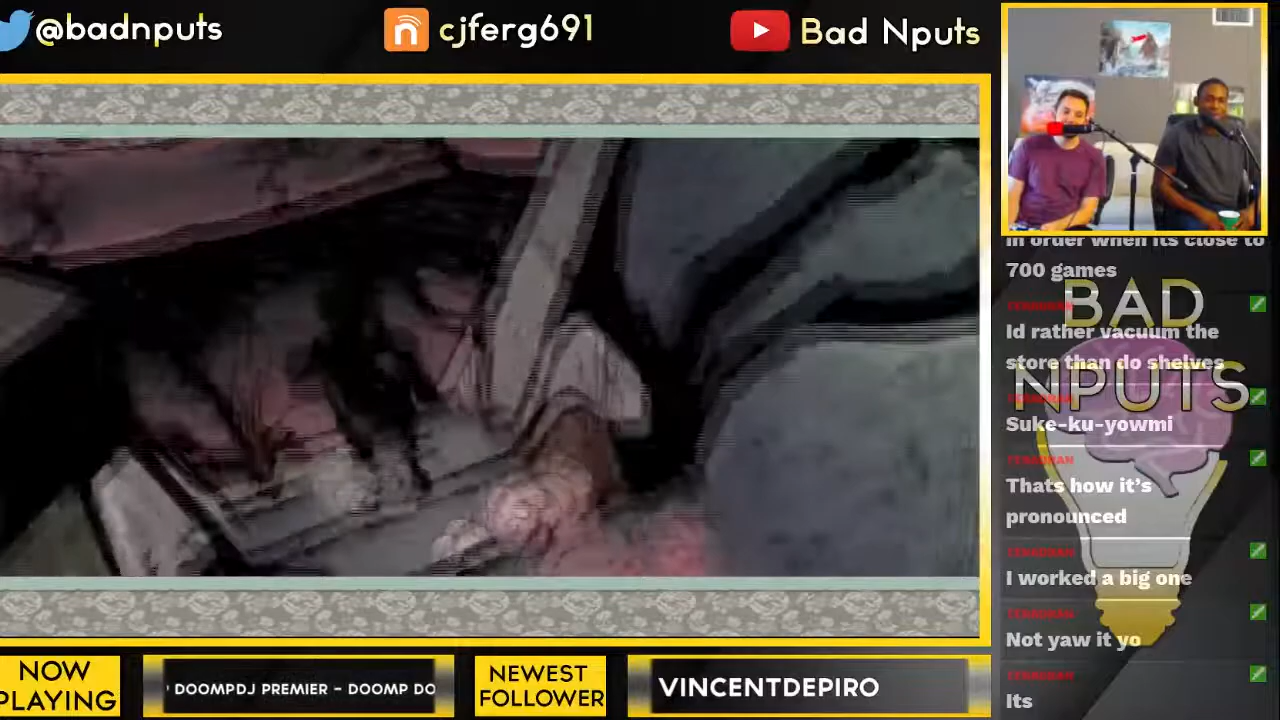 @badnputs
cjferg691
Bad Nputs
in order when its close to
700 games
Id rather vacuum the
store than do shelves
Suke-ku-yowmi
Thats how it's
pronounced
I worked a big one
Not yaw it yo
Its
BAD
NPUTS
NOW
PLAYING
DOOMPDJ PREMIER - DOOMP DO
NEWEST
FOLLOWER
VINCENTDEPIRO